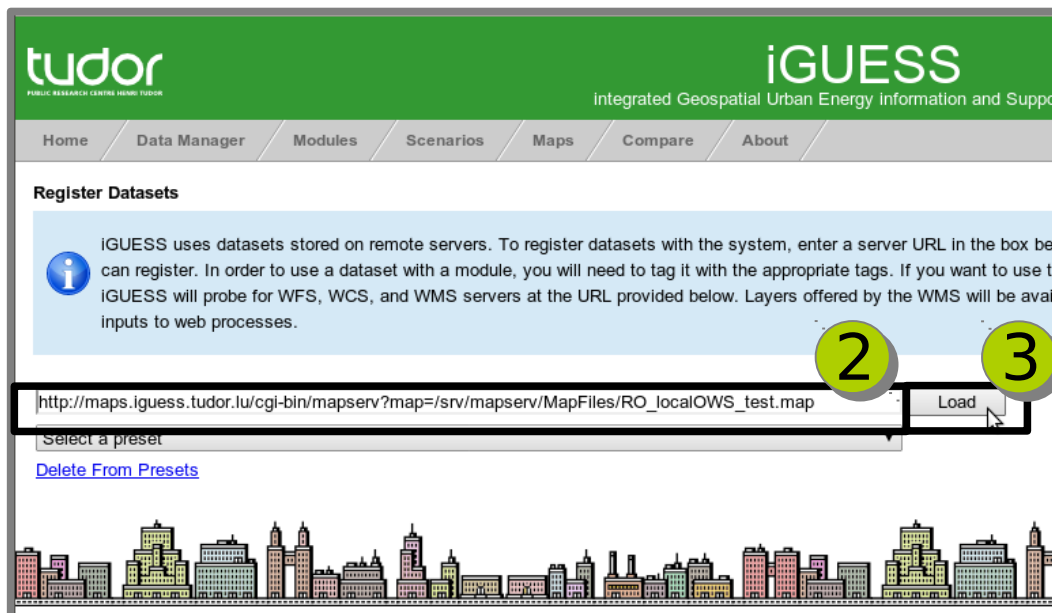 tudor
PUBLIC RESEARCH CENTRE HENRI TUDOR
iGUESS
integrated Geospatial Urban Energy information and Suppo
Home Data Manager Modules Scenarios Maps Compare About
Register Datasets
iGUESS uses datasets stored on remote servers. To register datasets with the system, enter a server URL in the box be
can register. In order to use a dataset with a module, you will need to tag it with the appropriate tags. If you want to use t
iGUESS will probe for WFS, WCS, and WMS servers at the URL provided below. Layers offered by the WMS will be avai
inputs to web processes.
2 3
http://maps.iguess.tudor.lu/cgi-bin/mapserv?map=/srv/mapserv/MapFiles/RO_localOWS_test.map Load
Select a preset
Delete From Presets